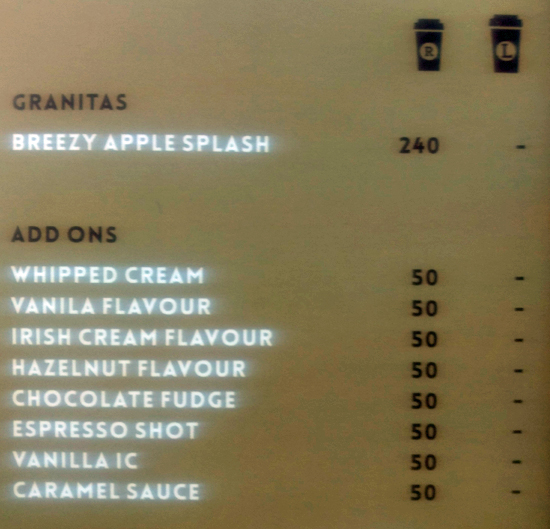 R L
GRANITAS
BREEZY APPLE SPLASH 240 -
ADD ONS
WHIPPED CREAM 50 -
VANILA FLAVOUR 50 -
IRISH CREAM FLAVOUR 50 -
HAZELNUT FLAVOUR 50 -
CHOCOLATE FUDGE 50 -
ESPRESSO SHOT 50 -
VANILLA IC 50 -
CARAMEL SAUCE 50 -